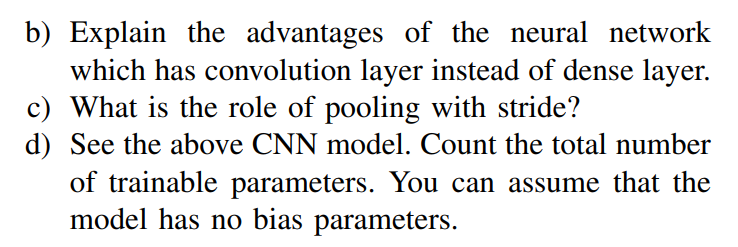 b) Explain the advantages of the neural network
which has convolution layer instead of dense layer.
c) What is the role of pooling with stride?
d) See the above CNN model. Count the total number
of trainable parameters. You can assume that the
model has no bias parameters.